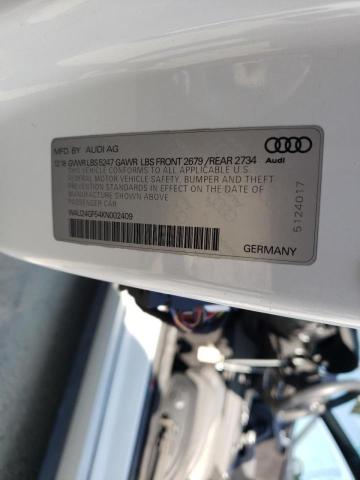 MFD. BY AUDI AG
12/18 GVWR LBS 5247 GAWR LBS FRONT 2679 /REAR 2734
THIS VEHICLE CONFORMS TO ALL APPLICABLE U.S.
FEDERAL MOTOR VEHICLE SAFETY, BUMPER AND THEFT
PREVENTION STANDARDS IN EFFECT ON THE DATE OF
MANUFACTURE SHOWN ABOVE.
PASSENGER CAR
WAU24GF54KN002409
Audi
5124017
GERMANY